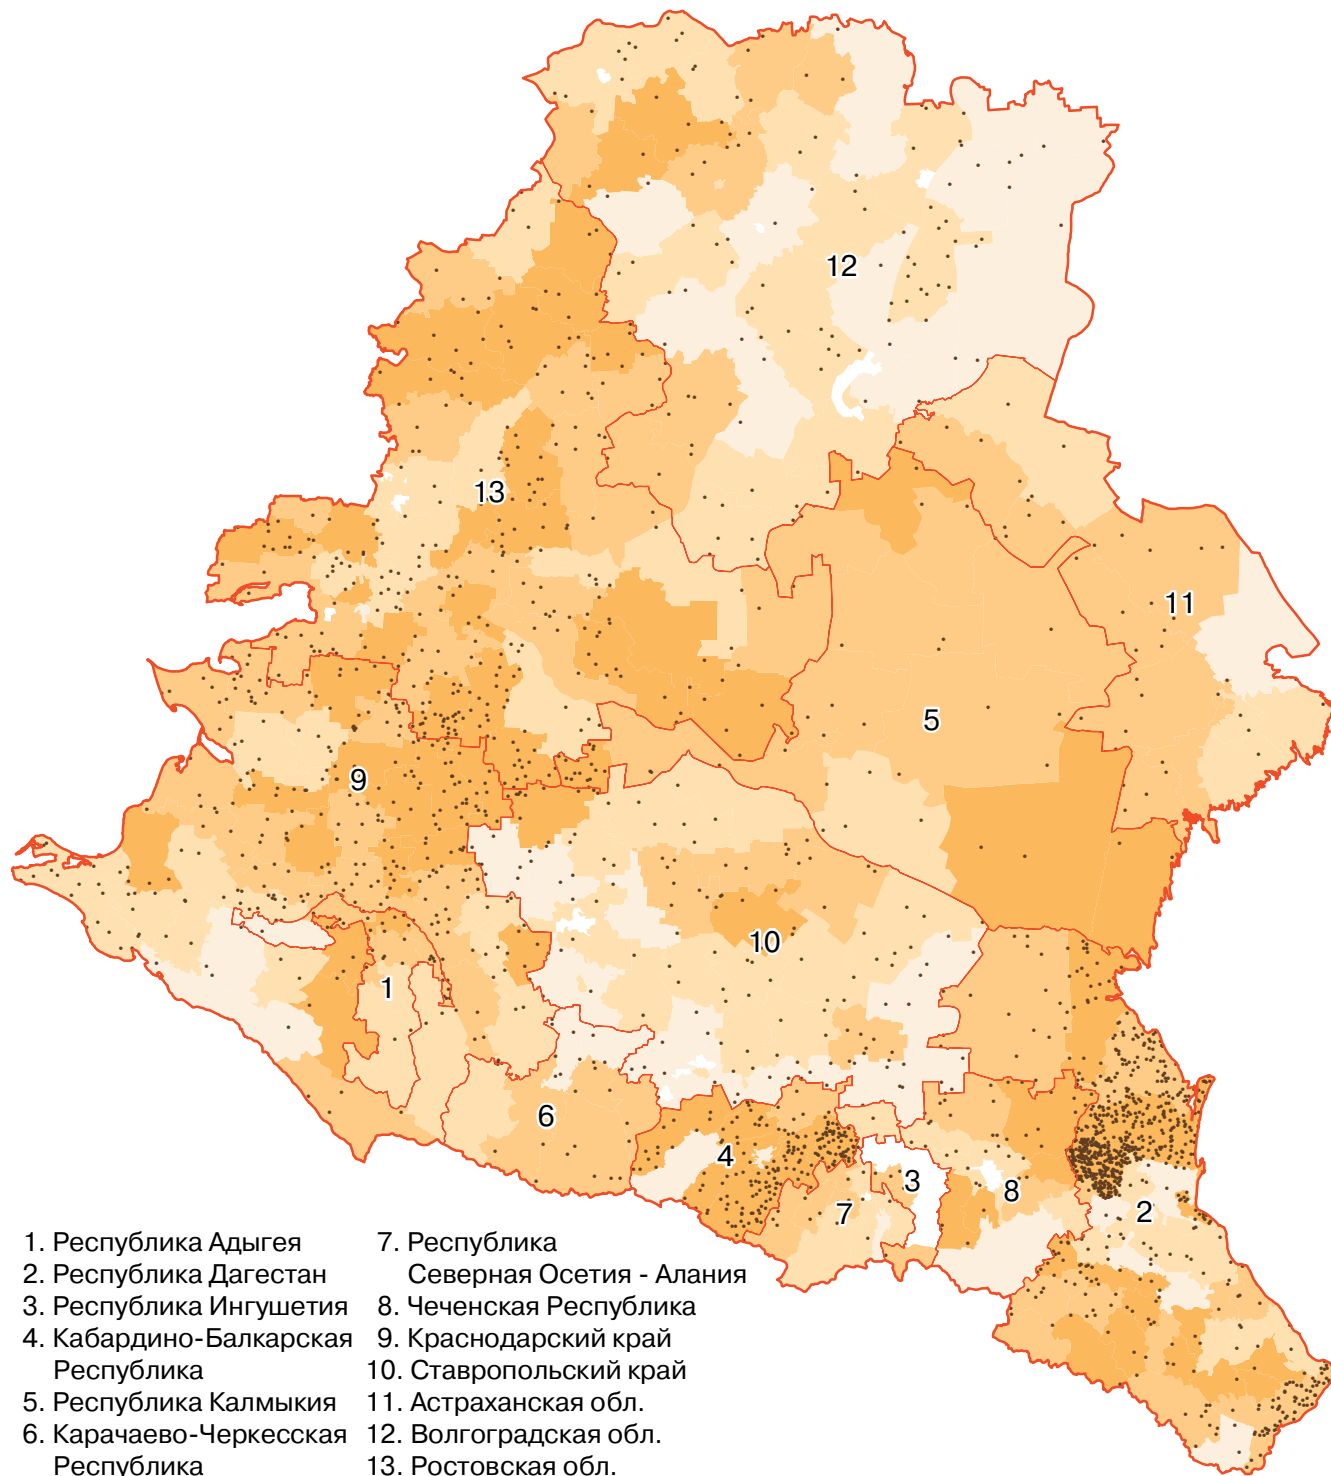 12
13
11
5
9
10
1
6
4
3
8
7
2
1. Республика Адыгея
2. Республика Дагестан
3. Республика Ингушетия
4. Кабардино-Балкарская
Республика
5. Республика Калмыкия
6. Карачаево-Черкесская
Республика
7. Республика
Северная Осетия - Алания
8. Чеченская Республика
9. Краснодарский край
10. Ставропольский край
11. Астраханская обл.
12. Волгоградская обл.
13. Ростовская обл.